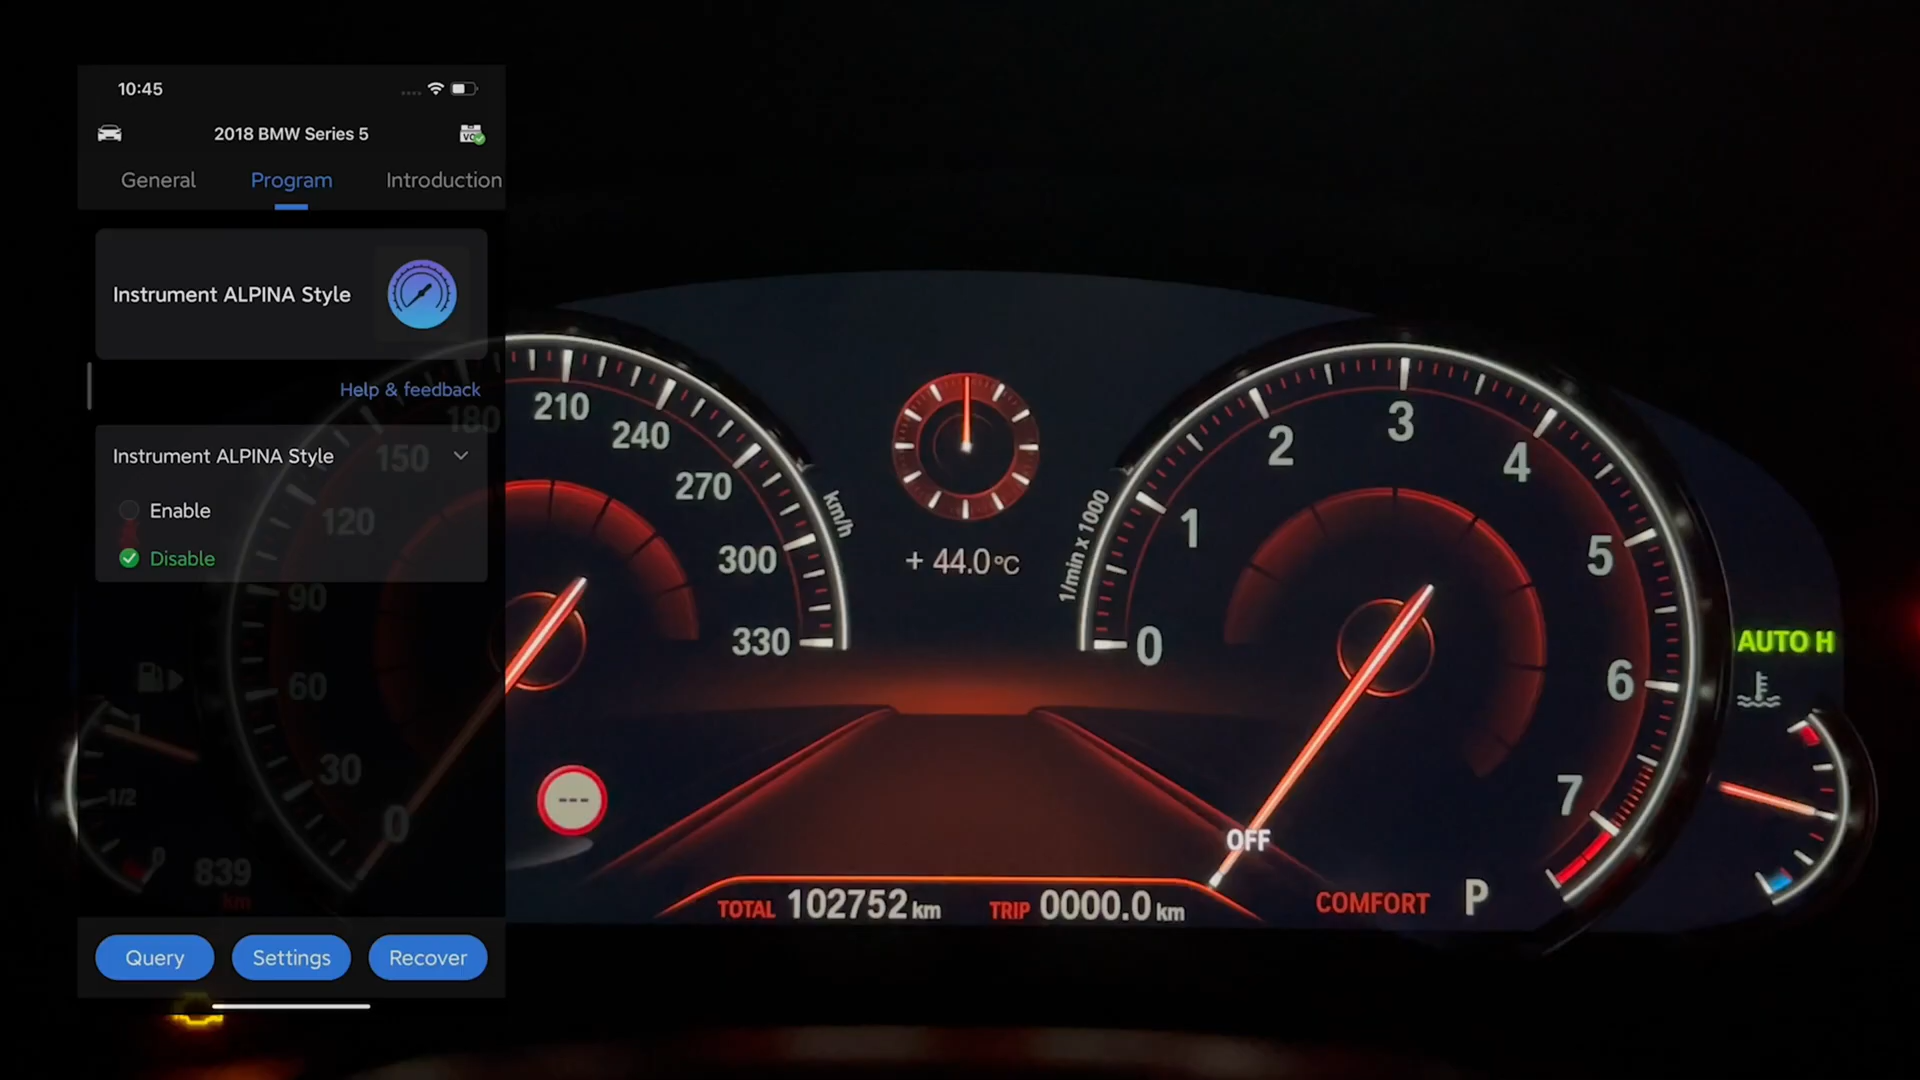 10:45
2018 BMW Series 5
General
Program
Introduction
Instrument ALPINA Style
Help & feedback
Instrument ALPINA Style
Enable
Disable
Query
Settings
Recover
0
30
60
90
120
150
180
210
240
270
300
330
km/h
1/2
0
839
km
---
+ 44.0°C
1/min x 1000
0
1
2
3
4
5
6
7
OFF
AUTO H
TOTAL 102752 km
TRIP 0000.0 km
COMFORT
P